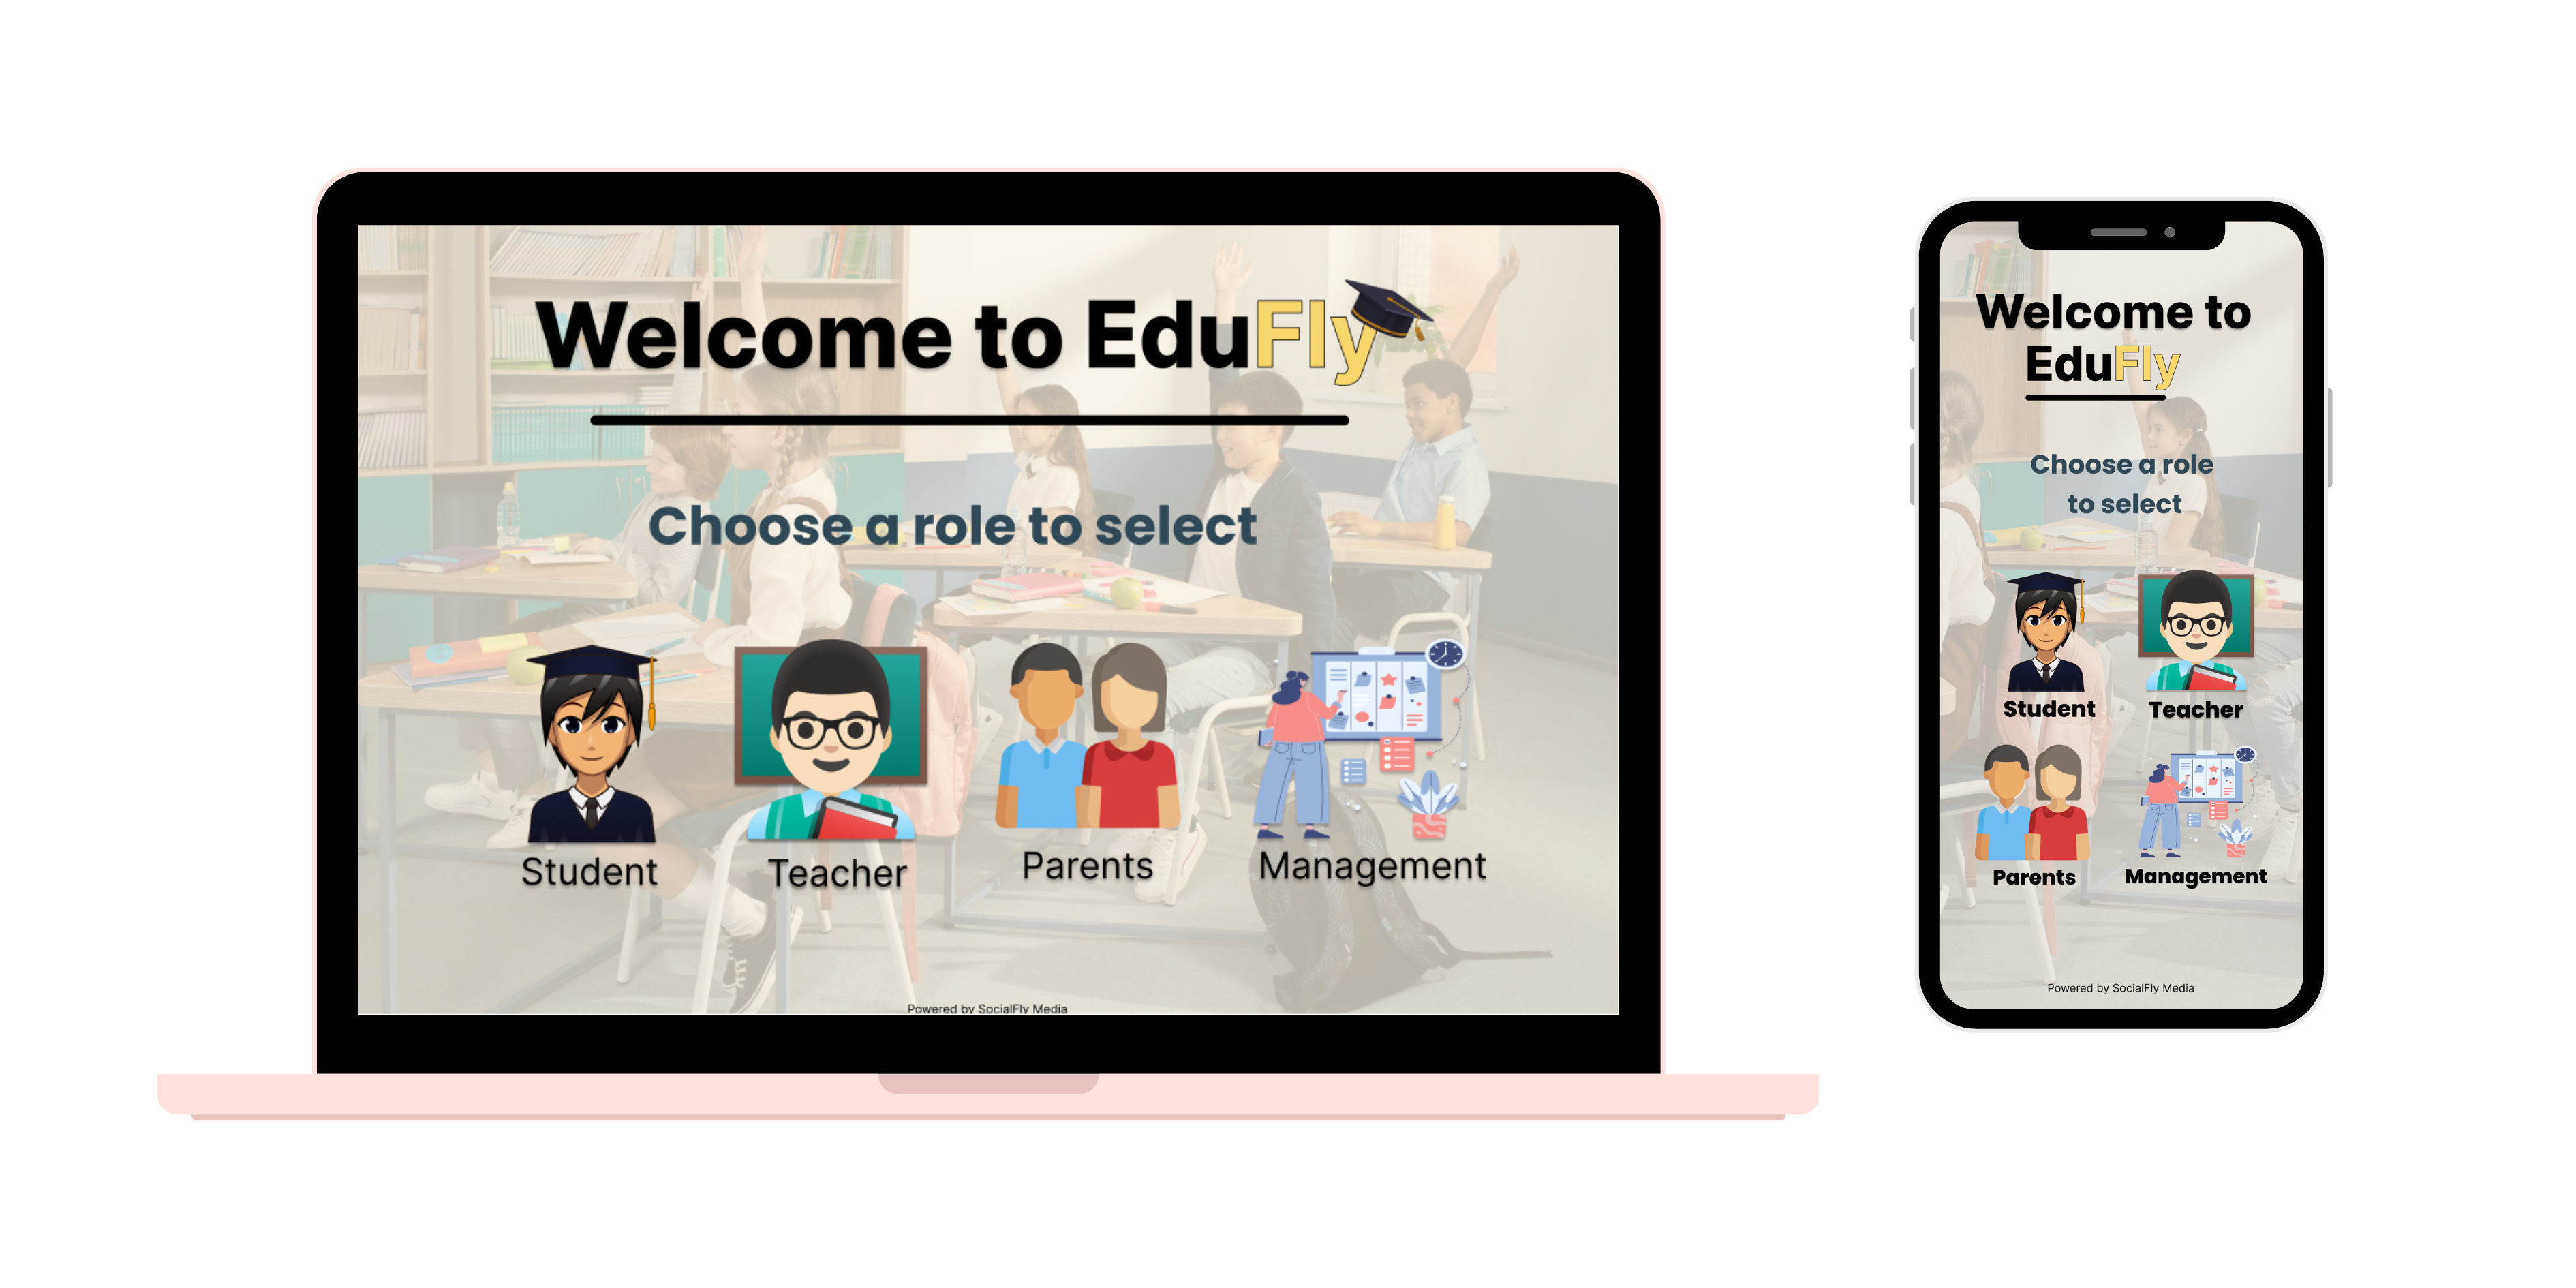 Welcome to EduFly
Choose a role to select
Student
Teacher
Parents
Management
Powered by SocialFly Media
Welcome to
EduFly
Choose a role
to select
Student
Teacher
Parents
Management
Powered by SocialFly Media